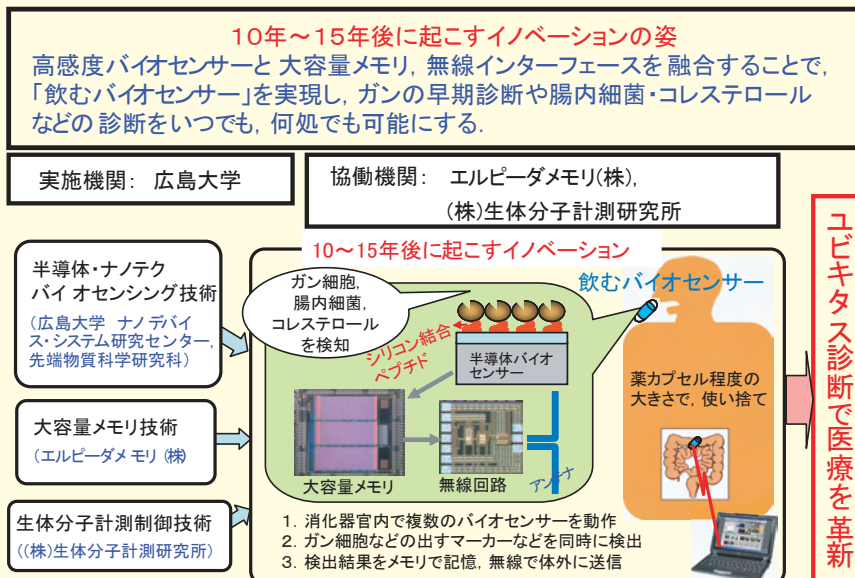 10年～15年後に起こすイノベーションの姿
高感度バイオセンサーと大容量メモリ, 無線インターフェースを融合することで,
「飲むバイオセンサー」を実現し, ガンの早期診断や腸内細菌・コレステロール
などの診断をいつでも, 何処でも可能にする.
実施機関： 広島大学
協働機関： エルピーダメモリ(株),
(株)生体分子計測研究所
半導体・ナノテク
バイオセンシング技術
(広島大学 ナノデバイ
ス・システム研究センター,
先端物質科学研究科)
大容量メモリ技術
(エルピーダメモリ (株)
生体分子計測制御技術
((株)生体分子計測研究所)
10～15年後に起こすイノベーション
ガン細胞,
腸内細菌,
コレステロール
を検知
シリコン結合
ペプチド
半導体バイオ
センサー
大容量メモリ
無線回路
アンテナ
飲むバイオセンサー
薬カプセル程度の
大きさで, 使い捨て
1. 消化器官内で複数のバイオセンサーを動作
2. ガン細胞などの出すマーカーなどを同時に検出
3. 検出結果をメモリで記憶, 無線で体外に送信
ユビキタス診断で医療を革新